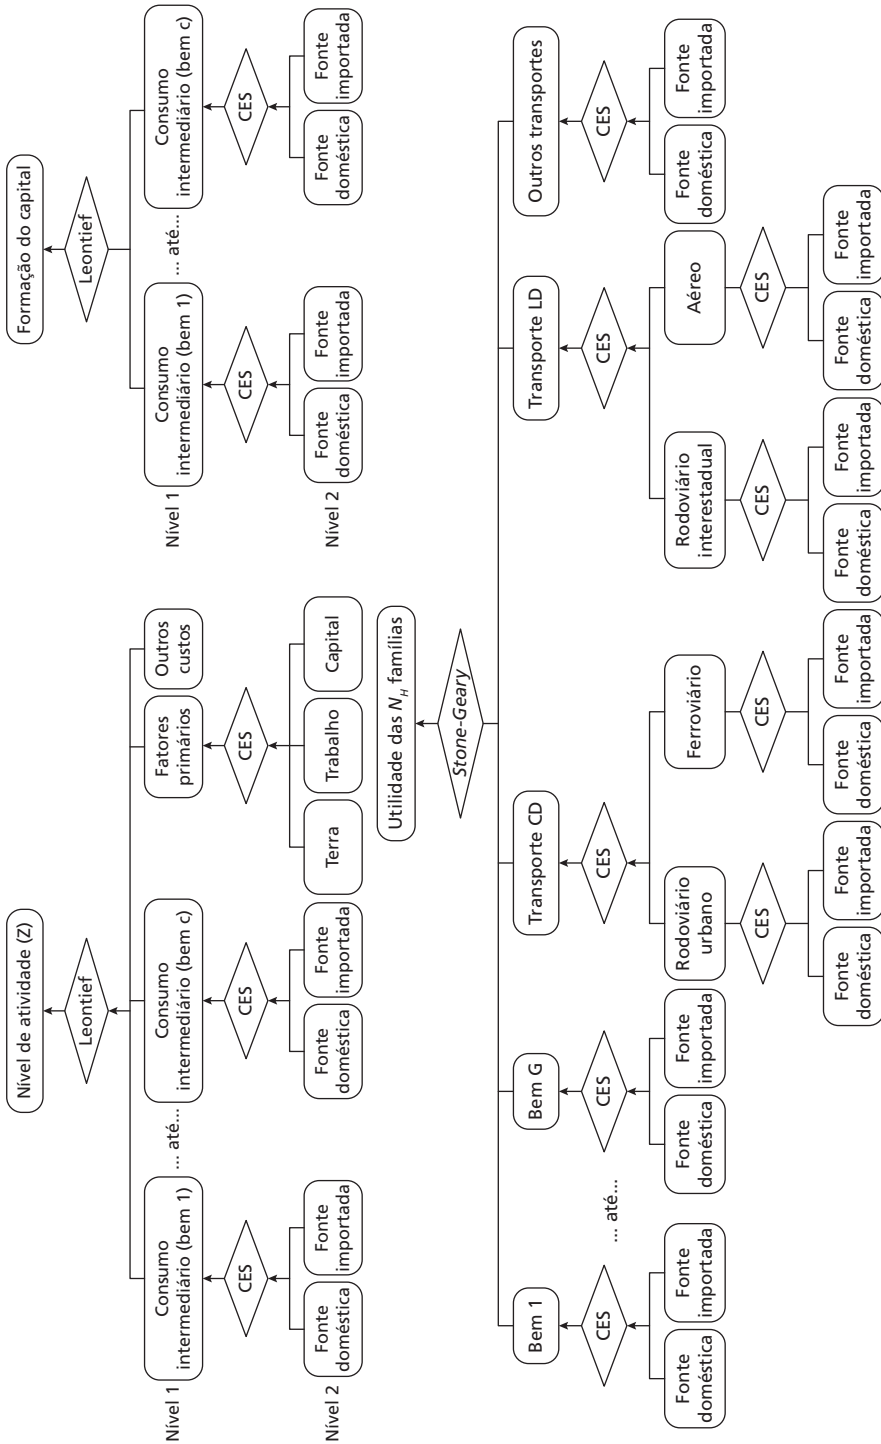 Nível de atividade (Z)
Leontief
Nível 1
Consumo
intermediário (bem 1)
... até...
Consumo
intermediário (bem c)
Fatores
primários
Outros
custos
CES
CES
CES
Nível 2
Fonte
doméstica
Fonte
importada
Fonte
doméstica
Fonte
importada
Terra
Trabalho
Capital
Formação do capital
Leontief
Nível 1
Consumo
intermediário (bem 1)
... até...
Consumo
intermediário (bem c)
CES
CES
Nível 2
Fonte
doméstica
Fonte
importada
Fonte
doméstica
Fonte
importada
Utilidade das N_H famílias
Stone-Geary
Bem 1
Bem G
Transporte CD
Transporte LD
Outros transportes
CES
... até...
CES
CES
CES
CES
Fonte
doméstica
Fonte
importada
Fonte
doméstica
Fonte
importada
Rodoviário
urbano
Ferroviário
Rodoviário
interestadual
Aéreo
Fonte
doméstica
Fonte
importada
CES
CES
CES
CES
Fonte
doméstica
Fonte
importada
Fonte
doméstica
Fonte
importada
Fonte
doméstica
Fonte
importada
Fonte
doméstica
Fonte
importada